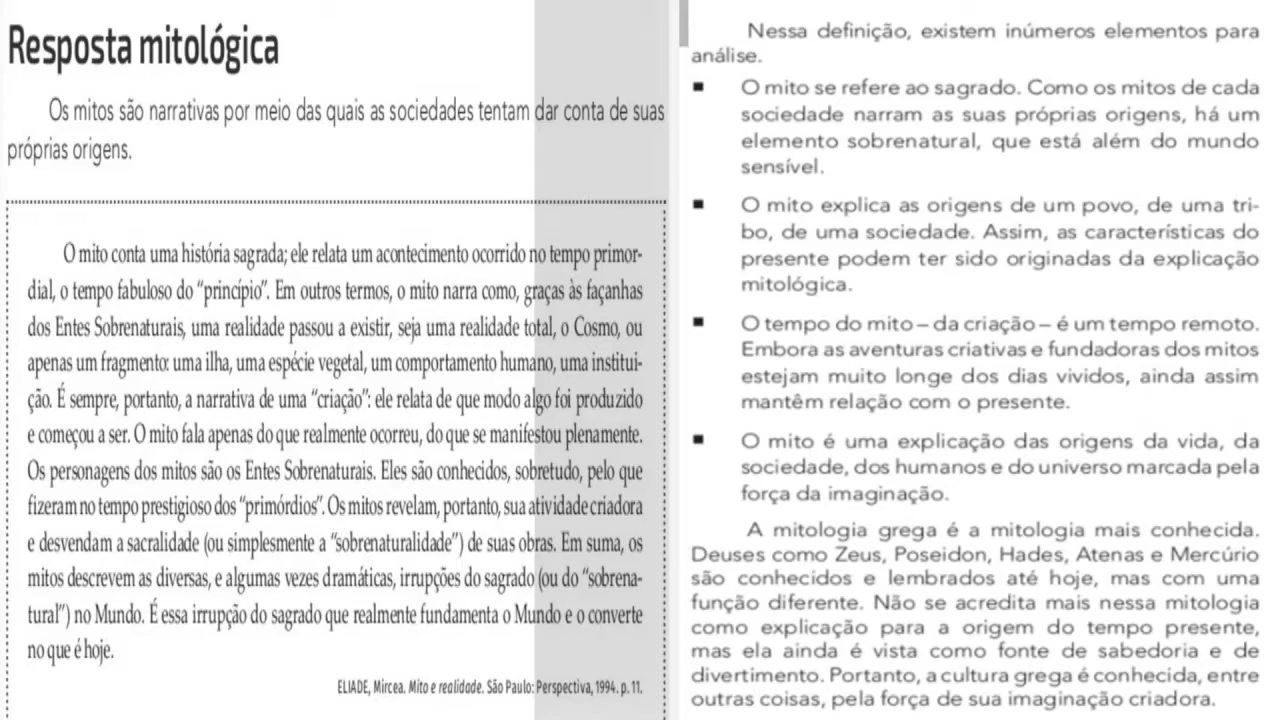 Resposta mitológica
Os mitos são narrativas por meio das quais as sociedades tentam dar conta de suas
próprias origens.
O mito conta uma história sagrada; ele relata um acontecimento ocorrido no tempo primor-
dial, o tempo fabuloso do “princípio”. Em outros termos, o mito narra como, graças às façanhas
dos Entes Sobrenaturais, uma realidade passou a existir, seja uma realidade total, o Cosmo, ou
apenas um fragmento: uma ilha, uma espécie vegetal, um comportamento humano, uma institui-
ção. É sempre, portanto, a narrativa de uma “criação”: ele relata de que modo algo foi produzido
e começou a ser. O mito fala apenas do que realmente ocorreu, do que se manifestou plenamente.
Os personagens dos mitos são os Entes Sobrenaturais. Eles são conhecidos, sobretudo, pelo que
fizeram no tempo prestigioso dos “primórdios”. Os mitos revelam, portanto, sua atividade criadora
e desvendam a sacralidade (ou simplesmente a “sobrenaturalidade”) de suas obras. Em suma, os
mitos descrevem as diversas, e algumas vezes dramáticas, irrupções do sagrado (ou do “sobrena-
tural”) no Mundo. É essa irrupção do sagrado que realmente fundamenta o Mundo e o converte
no que é hoje.
ELIADE, Mircea. Mito e realidade. São Paulo: Perspectiva, 1994. p. 11.
Nessa definição, existem inúmeros elementos para
análise.
■ O mito se refere ao sagrado. Como os mitos de cada
sociedade narram as suas próprias origens, há um
elemento sobrenatural, que está além do mundo
sensível.
■ O mito explica as origens de um povo, de uma tri-
bo, de uma sociedade. Assim, as características do
presente podem ter sido originadas da explicação
mitológica.
■ O tempo do mito – da criação – é um tempo remoto.
Embora as aventuras criativas e fundadoras dos mitos
estejam muito longe dos dias vividos, ainda assim
mantêm relação com o presente.
■ O mito é uma explicação das origens da vida, da
sociedade, dos humanos e do universo marcada pela
força da imaginação.
A mitologia grega é a mitologia mais conhecida.
Deuses como Zeus, Poseidon, Hades, Atenas e Mercúrio
são conhecidos e lembrados até hoje, mas com uma
função diferente. Não se acredita mais nessa mitologia
como explicação para a origem do tempo presente,
mas ela ainda é vista como fonte de sabedoria e de
divertimento. Portanto, a cultura grega é conhecida, entre
outras coisas, pela força de sua imaginação criadora.